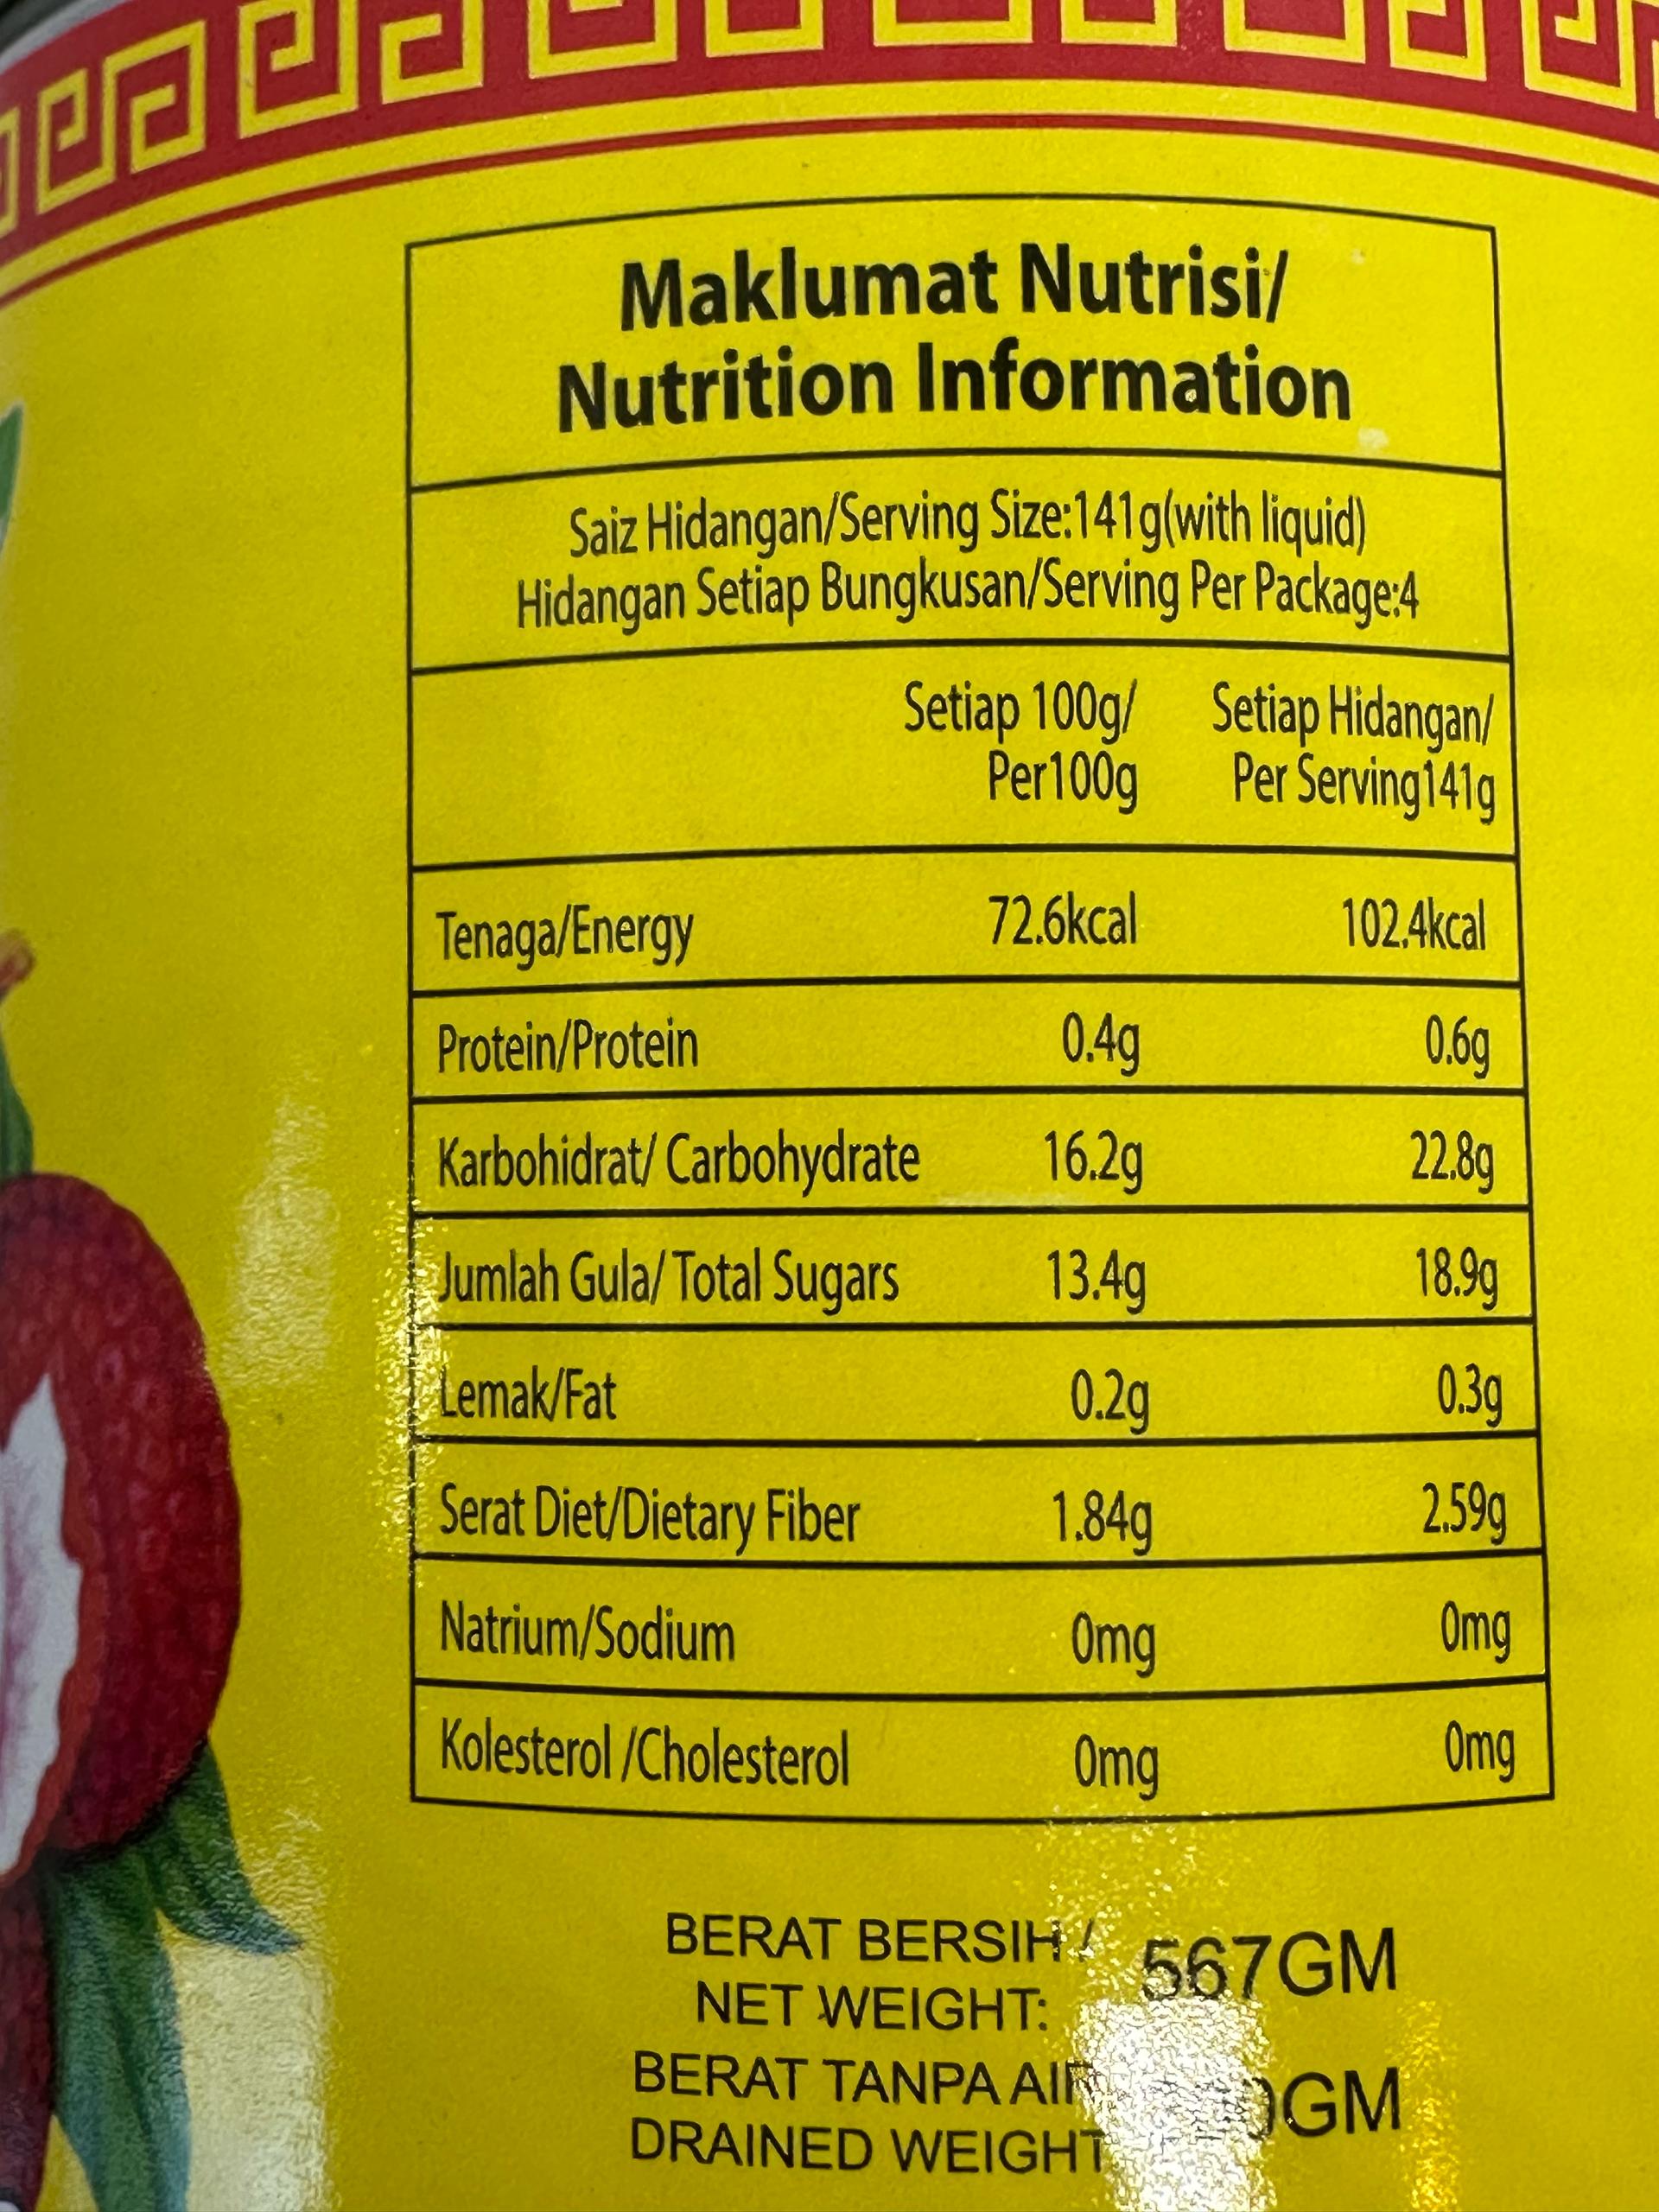 Maklumat Nutrisi/
Nutrition Information
Saiz Hidangan/Serving Size:141g(with liquid)
Hidangan Setiap Bungkusan/Serving Per Package:4
Setiap 100g/ Setiap Hidangan/
Per100g Per Serving141g
Tenaga/Energy 72.6kcal 102.4kcal
Protein/Protein 0.4g 0.6g
Karbohidrat/ Carbohydrate 16.2g 22.8g
Jumlah Gula/ Total Sugars 13.4g 18.9g
Lemak/Fat 0.2g 0.3g
Serat Diet/Dietary Fiber 1.84g 2.59g
Natrium/Sodium 0mg 0mg
Kolesterol /Cholesterol 0mg 0mg
BERAT BERSIH / 567GM
NET WEIGHT:
BERAT TANPA AIR
DRAINED WEIGHT